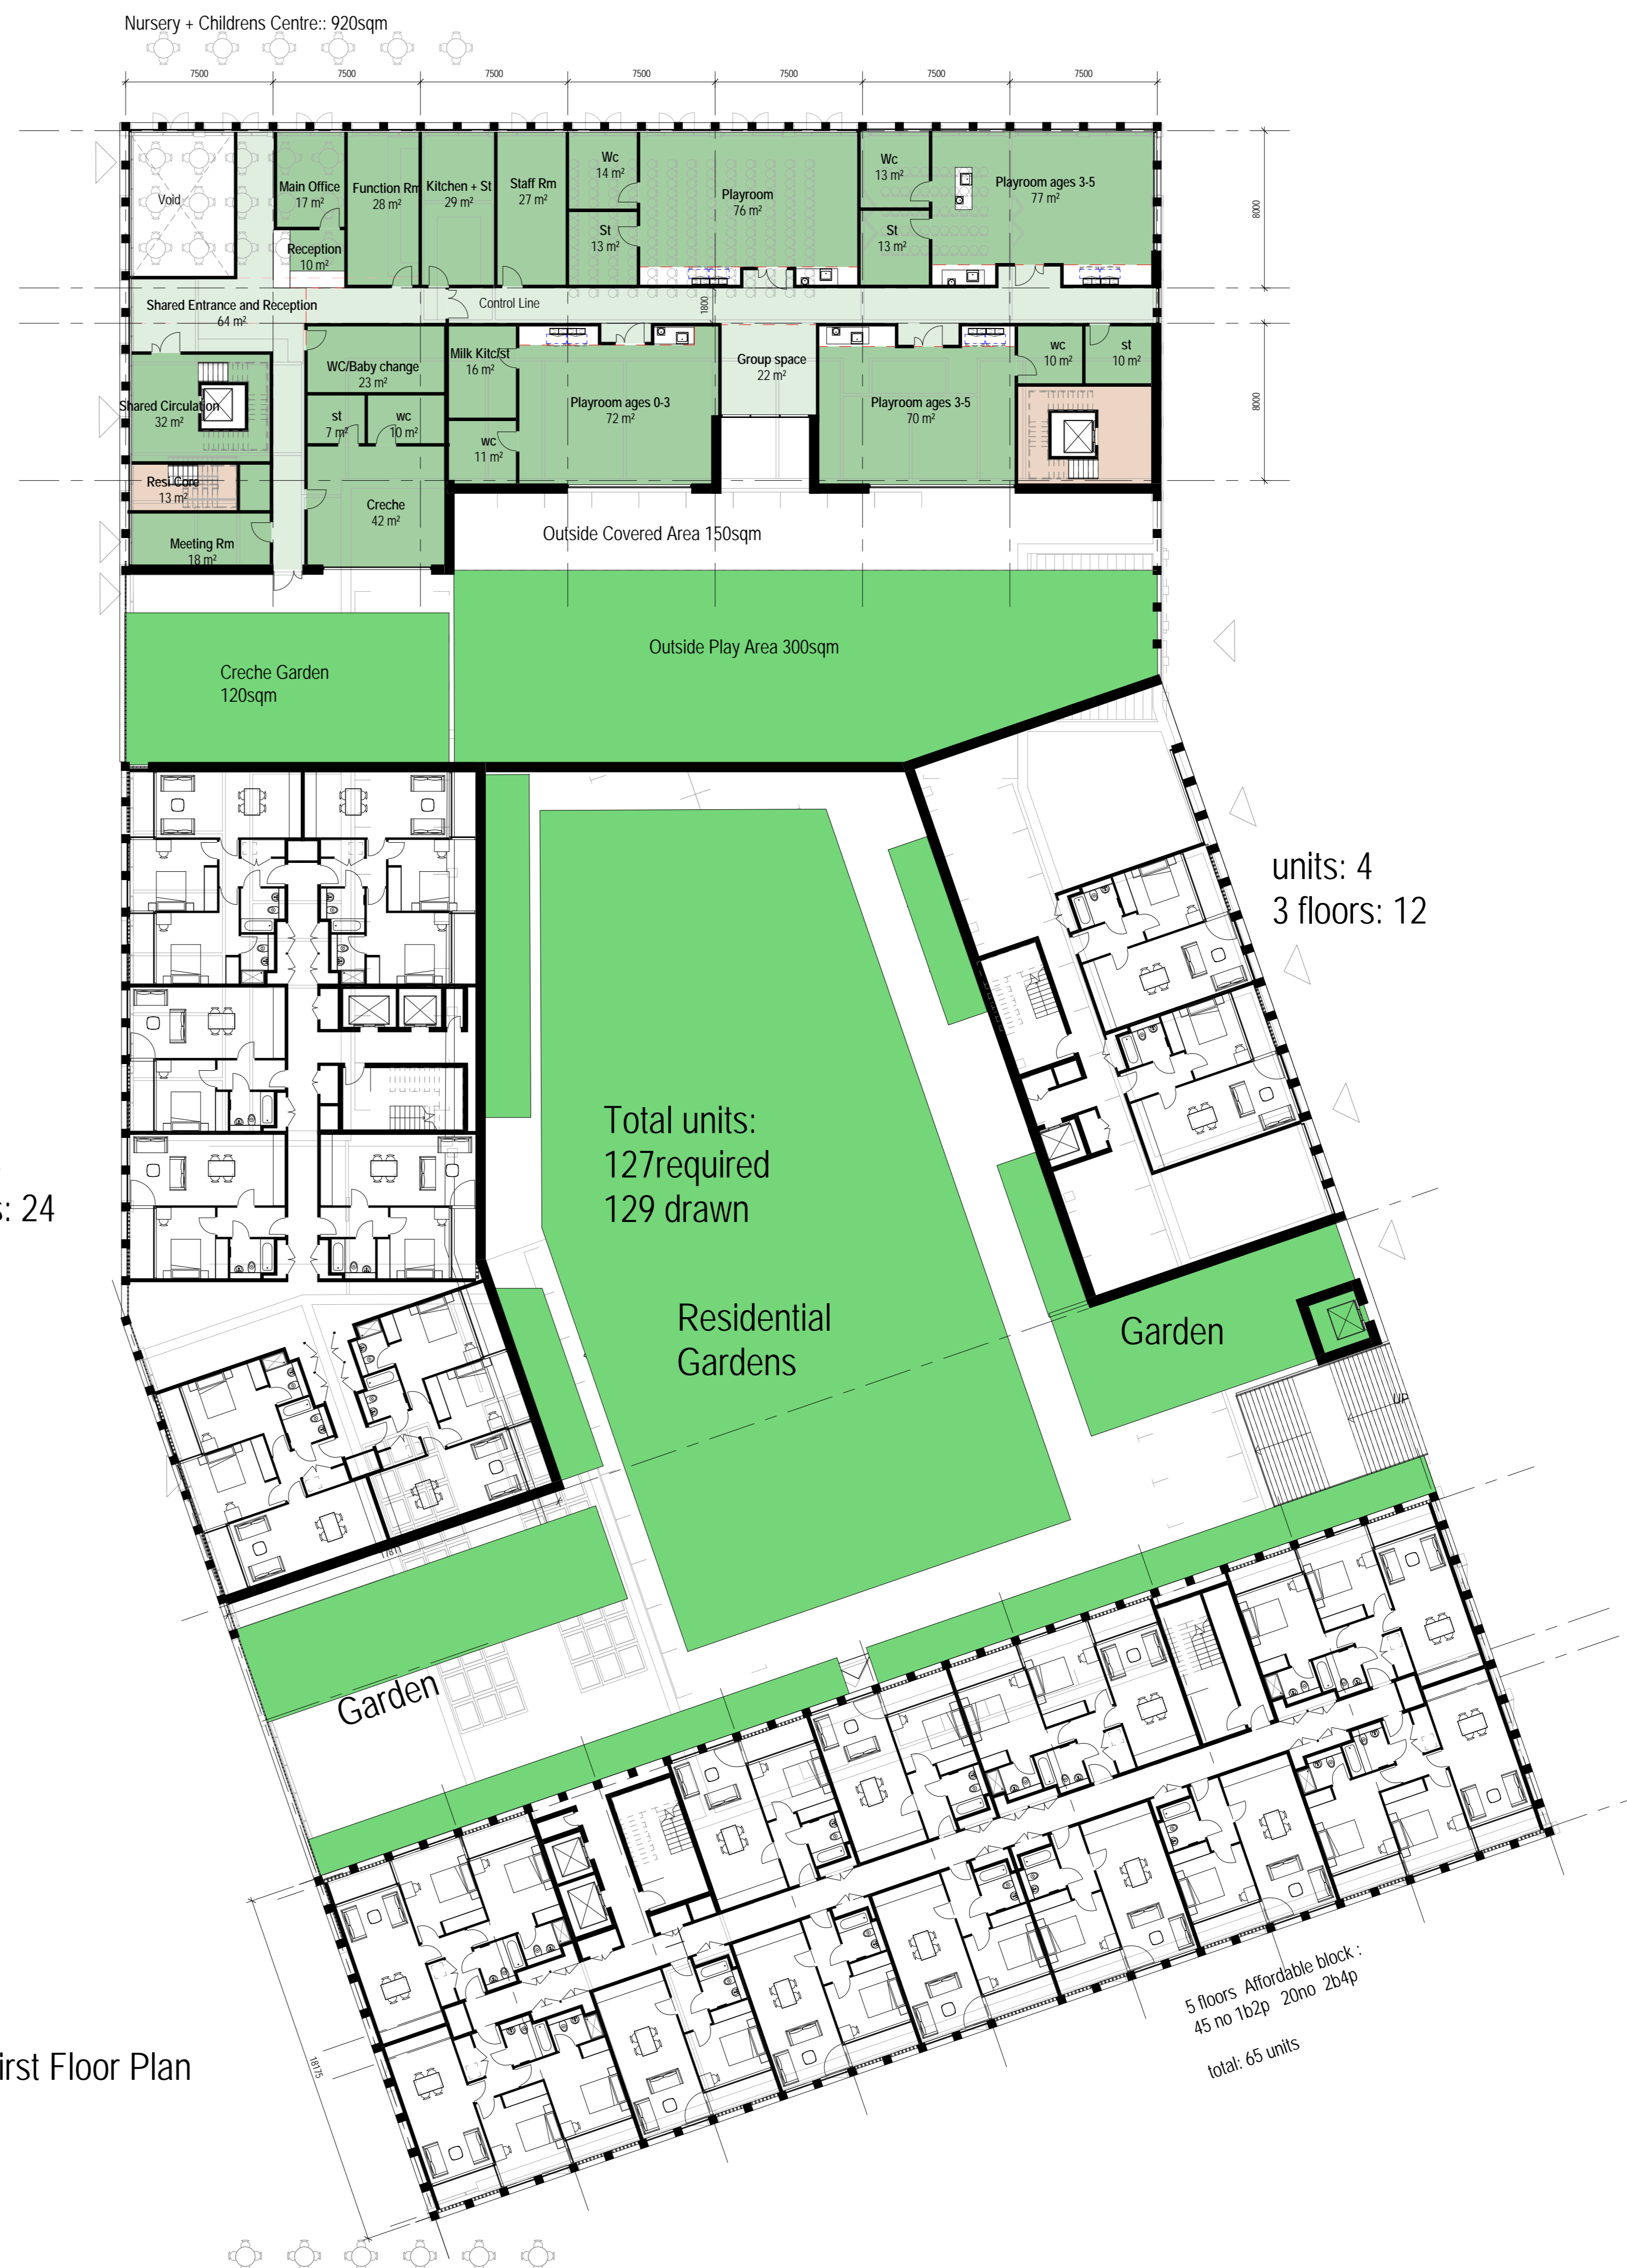 Nursery + Childrens Centre:: 920sqm
7500
7500
7500
7500
7500
7500
7500
Void
Main Office
17 m²
Reception
10 m²
Function Rm
28 m²
Kitchen + St
29 m²
Staff Rm
27 m²
Wc
14 m²
St
13 m²
Playroom
76 m²
Wc
13 m²
St
13 m²
Playroom ages 3-5
77 m²
8000
Shared Entrance and Reception
64 m²
Control Line
1800
WC/Baby change
23 m²
Milk Kitc/st
16 m²
Group space
22 m²
wc
10 m²
st
10 m²
Shared Circulation
32 m²
st
7 m²
wc
10 m²
Playroom ages 0-3
72 m²
Playroom ages 3-5
70 m²
8000
wc
11 m²
Resi Core
13 m²
Creche
42 m²
Meeting Rm
18 m²
Outside Covered Area 150sqm
Outside Play Area 300sqm
Creche Garden
120sqm
units: 4
3 floors: 12
Total units:
127required
129 drawn
s: 24
Residential
Gardens
Garden
UP
17811
Garden
18175
5 floors Affordable block :
45 no 1b2p 20no 2b4p
total: 65 units
irst Floor Plan